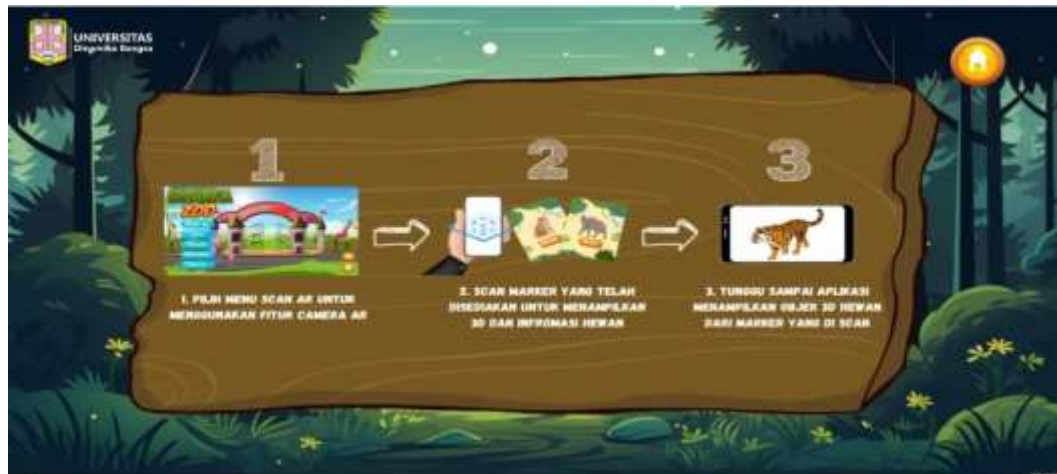 UNIVERSITAS
Dinamika Bangsa
1
2
3
1. PILIH MENU SCAN AR UNTUK
MENGGUNAKAN FITUR CAMERA AR
2. SCAN MARKER YANG TELAH
DISEDIAKAN UNTUK MENAMPILKAN
3D DAN INFROMASI HEWAN
3. TUNGGU SAMPAI APLIKASI
MENAMPILKAN OBJEK 3D HEWAN
DARI MARKER YANG DI SCAN